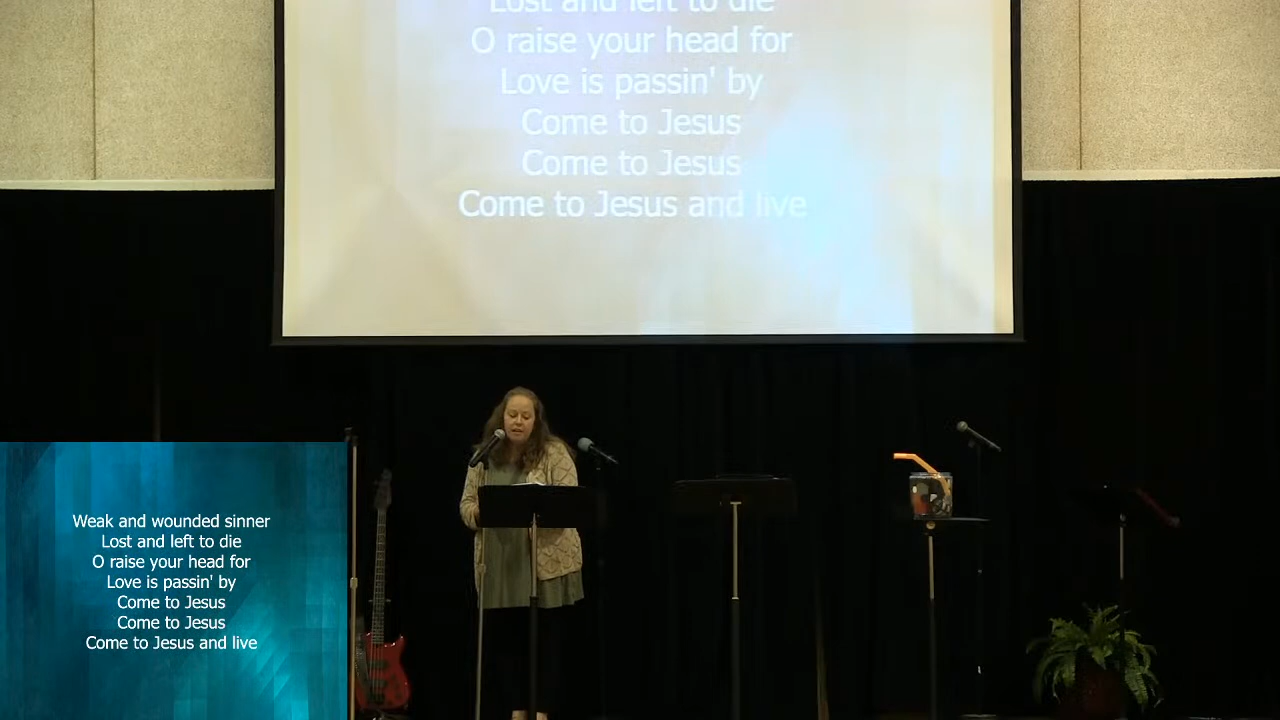 Lost and left to die
O raise your head for
Love is passin' by
Come to Jesus
Come to Jesus
Come to Jesus and live
Weak and wounded sinner
Lost and left to die
O raise your head for
Love is passin' by
Come to Jesus
Come to Jesus
Come to Jesus and live